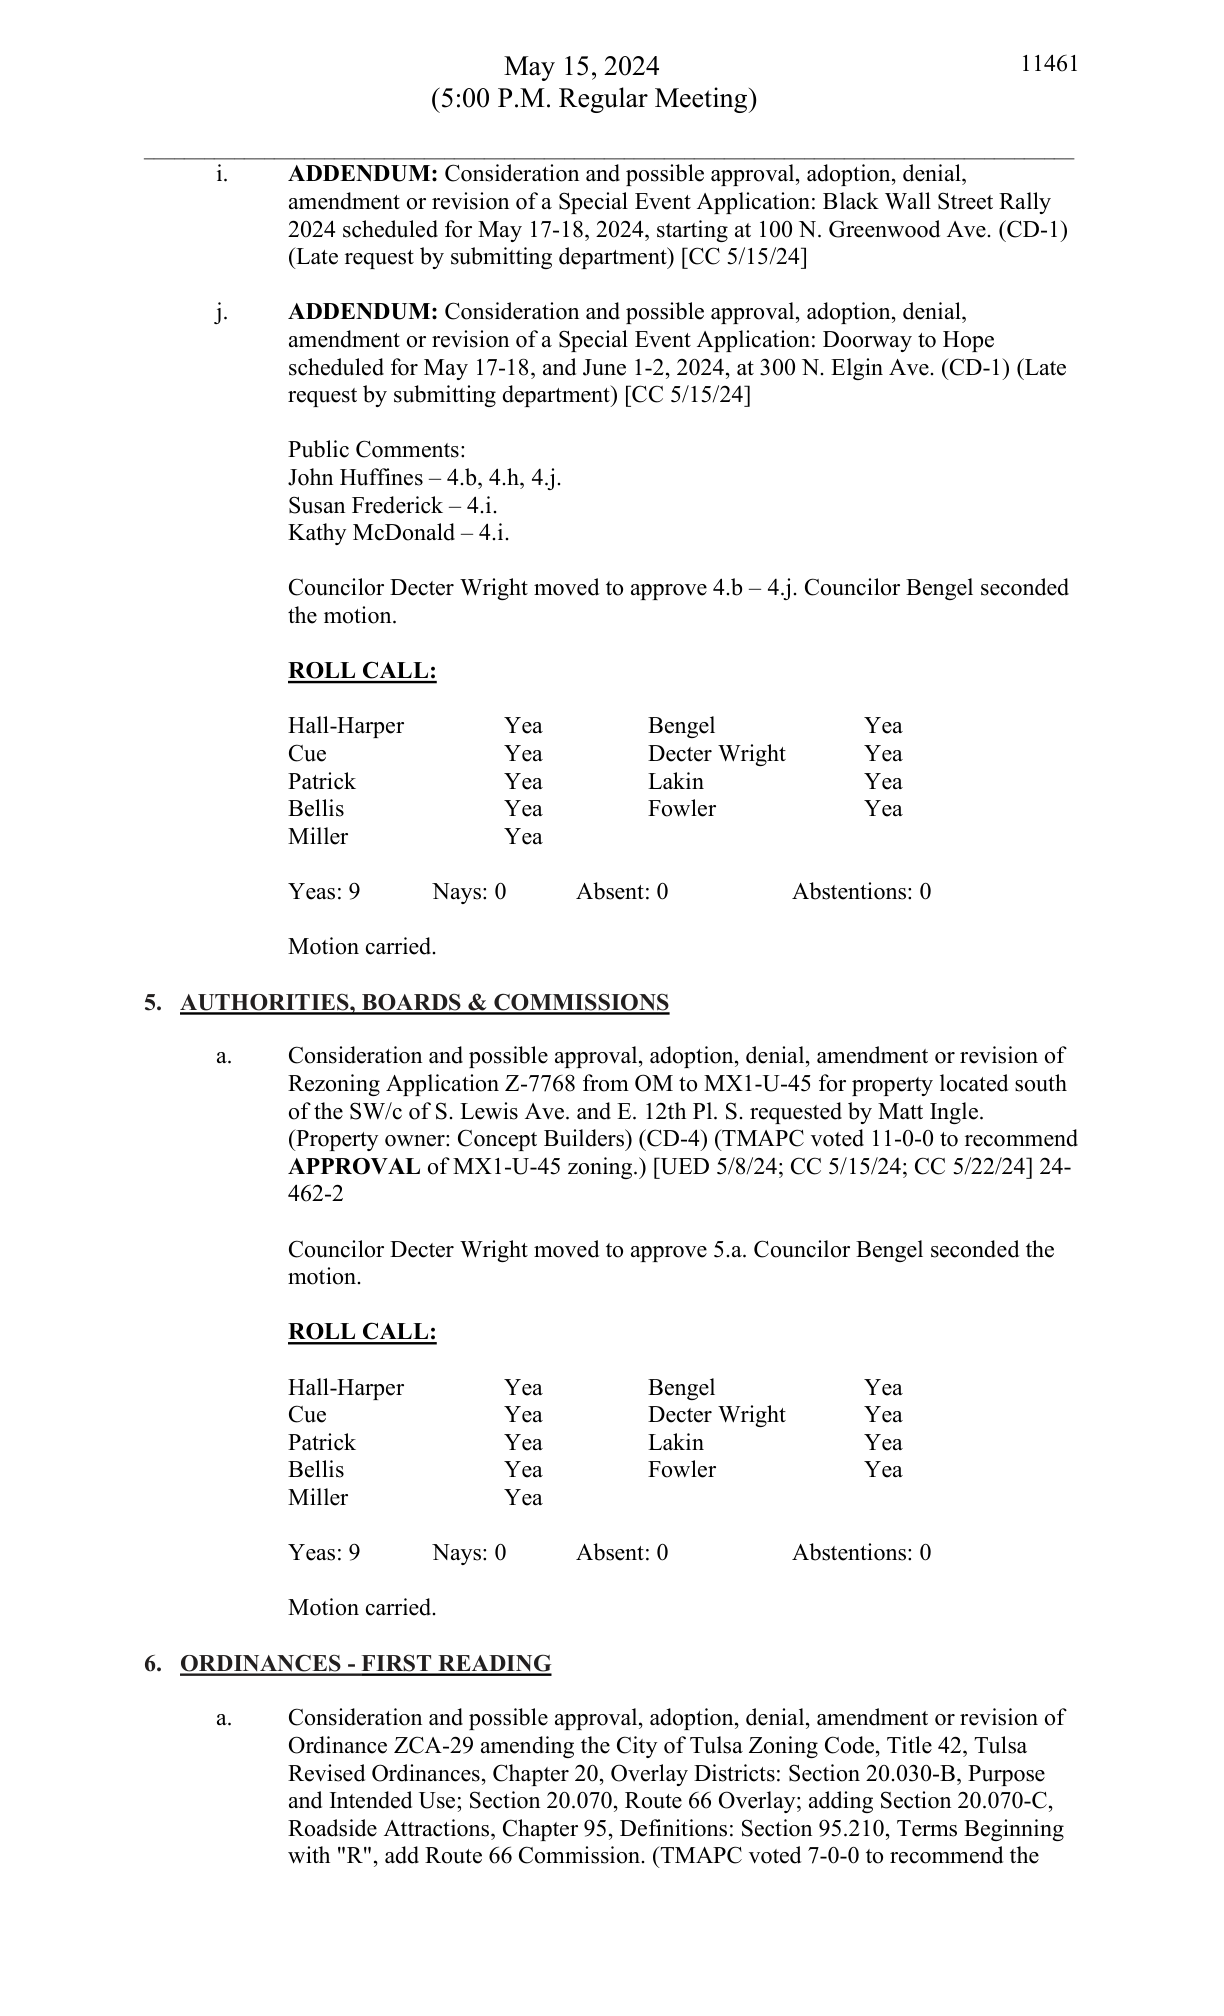 May 15, 2024
11461
(5:00 P.M. Regular Meeting)
i. ADDENDUM: Consideration and possible approval, adoption, denial,
amendment or revision of a Special Event Application: Black Wall Street Rally
2024 scheduled for May 17-18, 2024, starting at 100 N. Greenwood Ave. (CD-1)
(Late request by submitting department) [CC 5/15/24]
j. ADDENDUM: Consideration and possible approval, adoption, denial,
amendment or revision of a Special Event Application: Doorway to Hope
scheduled for May 17-18, and June 1-2, 2024, at 300 N. Elgin Ave. (CD-1) (Late
request by submitting department) [CC 5/15/24]
Public Comments:
John Huffines – 4.b, 4.h, 4.j.
Susan Frederick – 4.i.
Kathy McDonald – 4.i.
Councilor Decter Wright moved to approve 4.b – 4.j. Councilor Bengel seconded
the motion.
ROLL CALL:
Hall-Harper Yea Bengel Yea
Cue Yea Decter Wright Yea
Patrick Yea Lakin Yea
Bellis Yea Fowler Yea
Miller Yea
Yeas: 9 Nays: 0 Absent: 0 Abstentions: 0
Motion carried.
5. AUTHORITIES, BOARDS & COMMISSIONS
a. Consideration and possible approval, adoption, denial, amendment or revision of
Rezoning Application Z-7768 from OM to MX1-U-45 for property located south
of the SW/c of S. Lewis Ave. and E. 12th Pl. S. requested by Matt Ingle.
(Property owner: Concept Builders) (CD-4) (TMAPC voted 11-0-0 to recommend
APPROVAL of MX1-U-45 zoning.) [UED 5/8/24; CC 5/15/24; CC 5/22/24] 24-
462-2
Councilor Decter Wright moved to approve 5.a. Councilor Bengel seconded the
motion.
ROLL CALL:
Hall-Harper Yea Bengel Yea
Cue Yea Decter Wright Yea
Patrick Yea Lakin Yea
Bellis Yea Fowler Yea
Miller Yea
Yeas: 9 Nays: 0 Absent: 0 Abstentions: 0
Motion carried.
6. ORDINANCES - FIRST READING
a. Consideration and possible approval, adoption, denial, amendment or revision of
Ordinance ZCA-29 amending the City of Tulsa Zoning Code, Title 42, Tulsa
Revised Ordinances, Chapter 20, Overlay Districts: Section 20.030-B, Purpose
and Intended Use; Section 20.070, Route 66 Overlay; adding Section 20.070-C,
Roadside Attractions, Chapter 95, Definitions: Section 95.210, Terms Beginning
with "R", add Route 66 Commission. (TMAPC voted 7-0-0 to recommend the